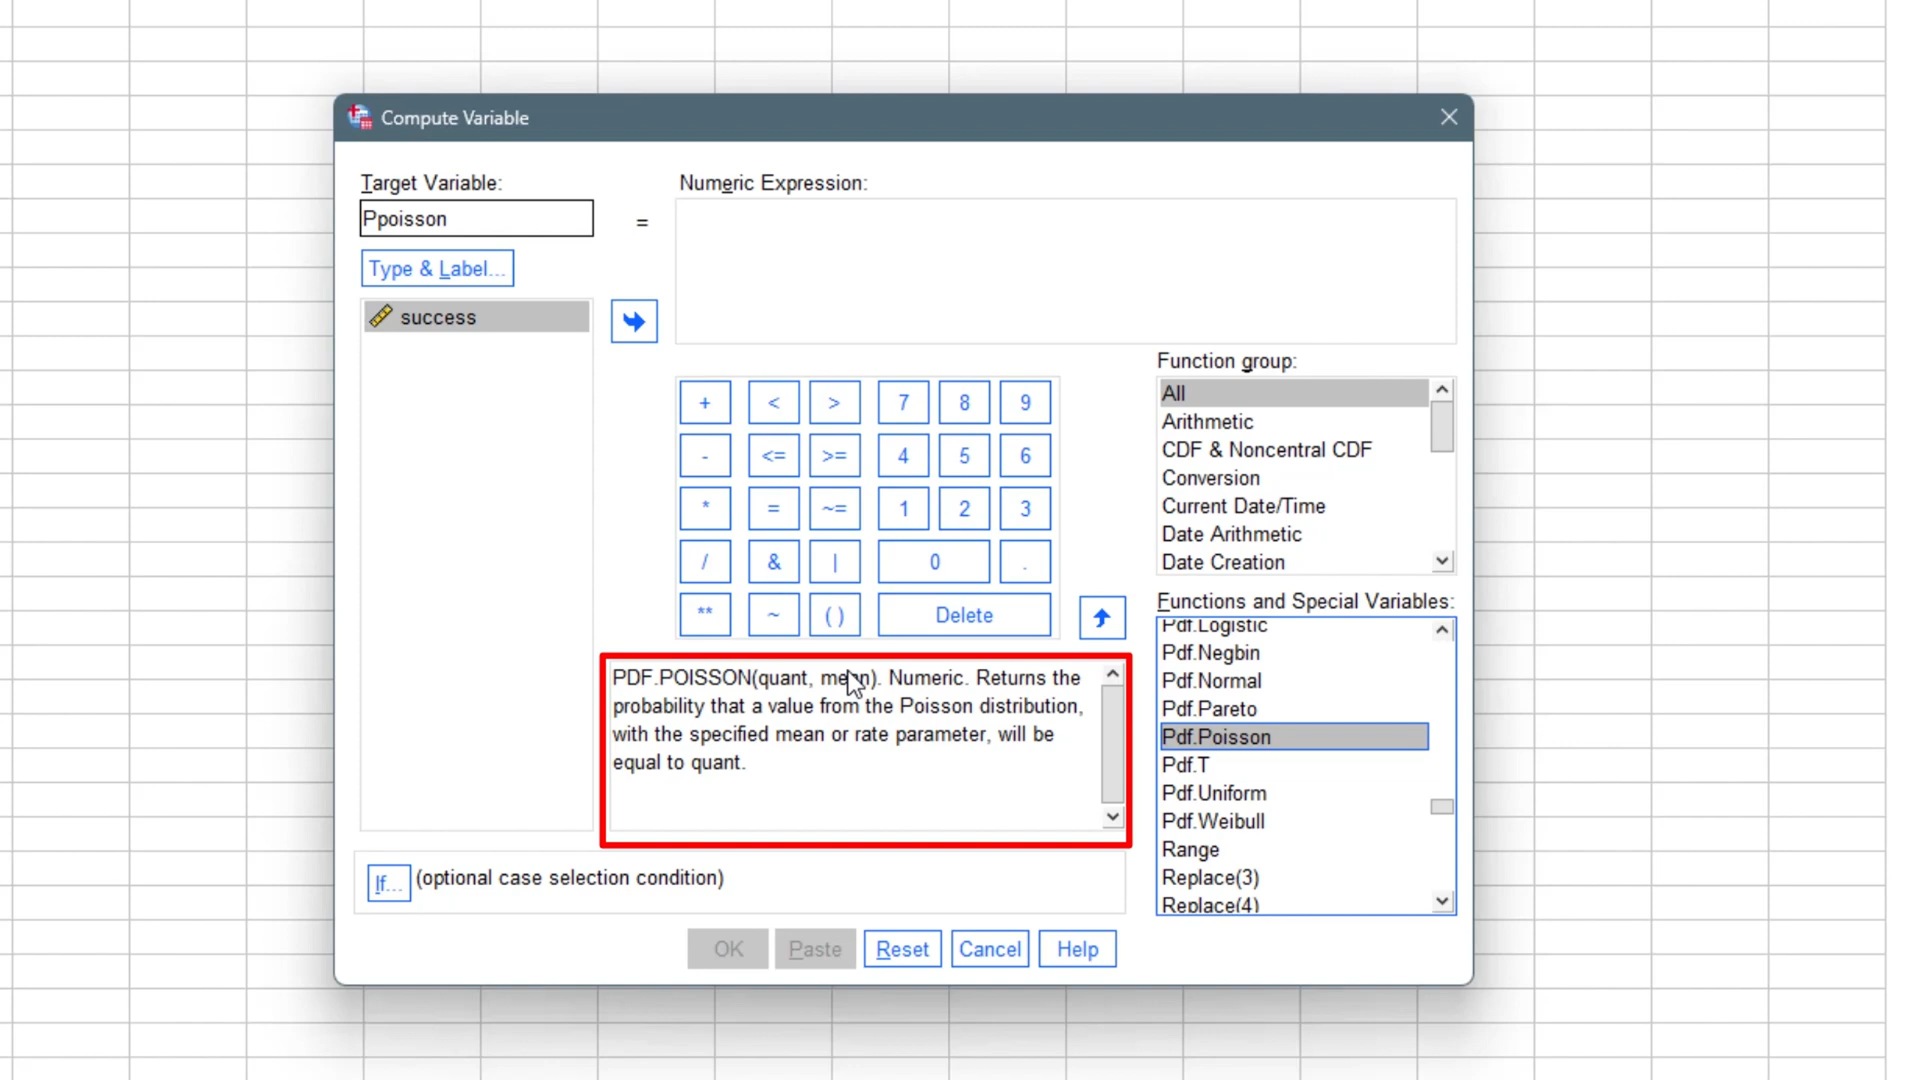 Compute Variable
Target Variable:
Numeric Expression:
Ppoisson
=
Type & Label...
success
Function group:
All
Arithmetic
CDF & Noncentral CDF
Conversion
Current Date/Time
Date Arithmetic
Date Creation
+ < > 7 8 9
- <= >= 4 5 6
* = ~= 1 2 3
/ & | 0 .
** ~ ( ) Delete
Functions and Special Variables:
Pdf.Logistic
Pdf.Negbin
Pdf.Normal
Pdf.Pareto
Pdf.Poisson
Pdf.T
Pdf.Uniform
Pdf.Weibull
Range
Replace(3)
Replace(4)
PDF.POISSON(quant, mean). Numeric. Returns the
probability that a value from the Poisson distribution,
with the specified mean or rate parameter, will be
equal to quant.
If... (optional case selection condition)
OK Paste Reset Cancel Help